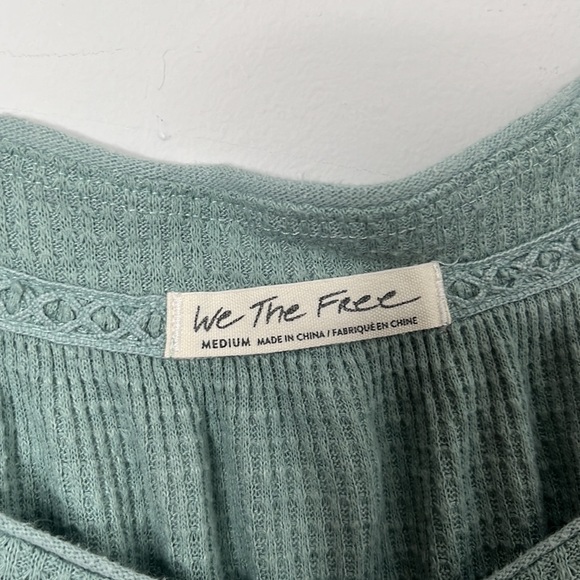 We The Free
MEDIUM MADE IN CHINA / FABRIQUÉ EN CHINE